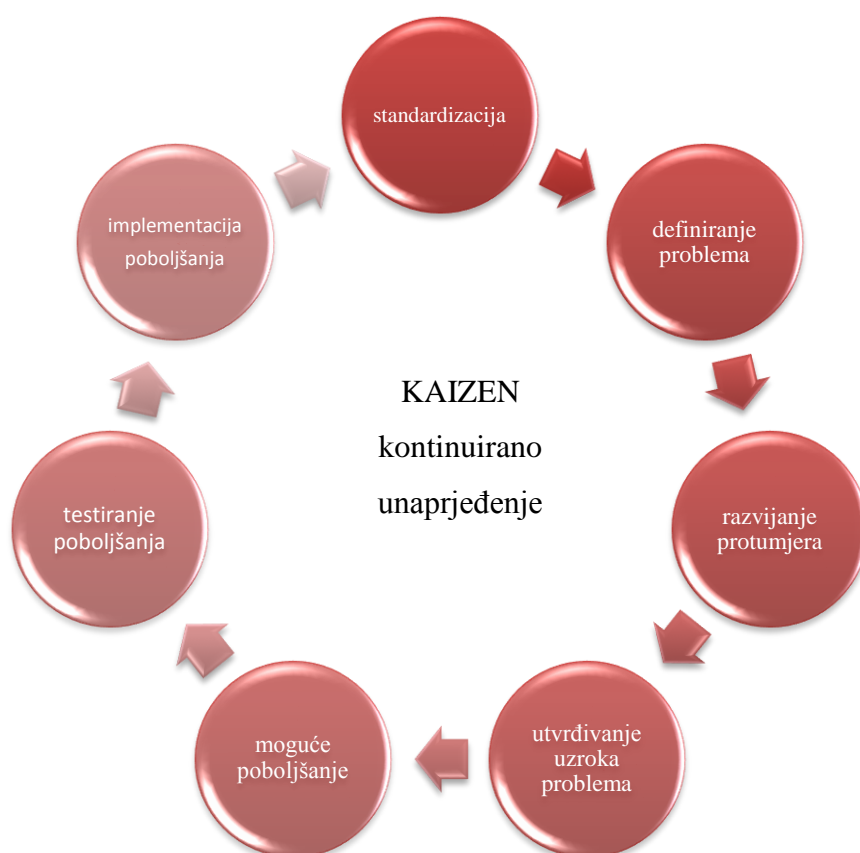 standardizacija
definiranje
problema
razvijanje
protumjera
utvrđivanje
uzroka
problema
moguće
poboljšanje
testiranje
poboljšanja
implementacija
poboljšanja
KAIZEN
kontinuirano
unaprjeđenje